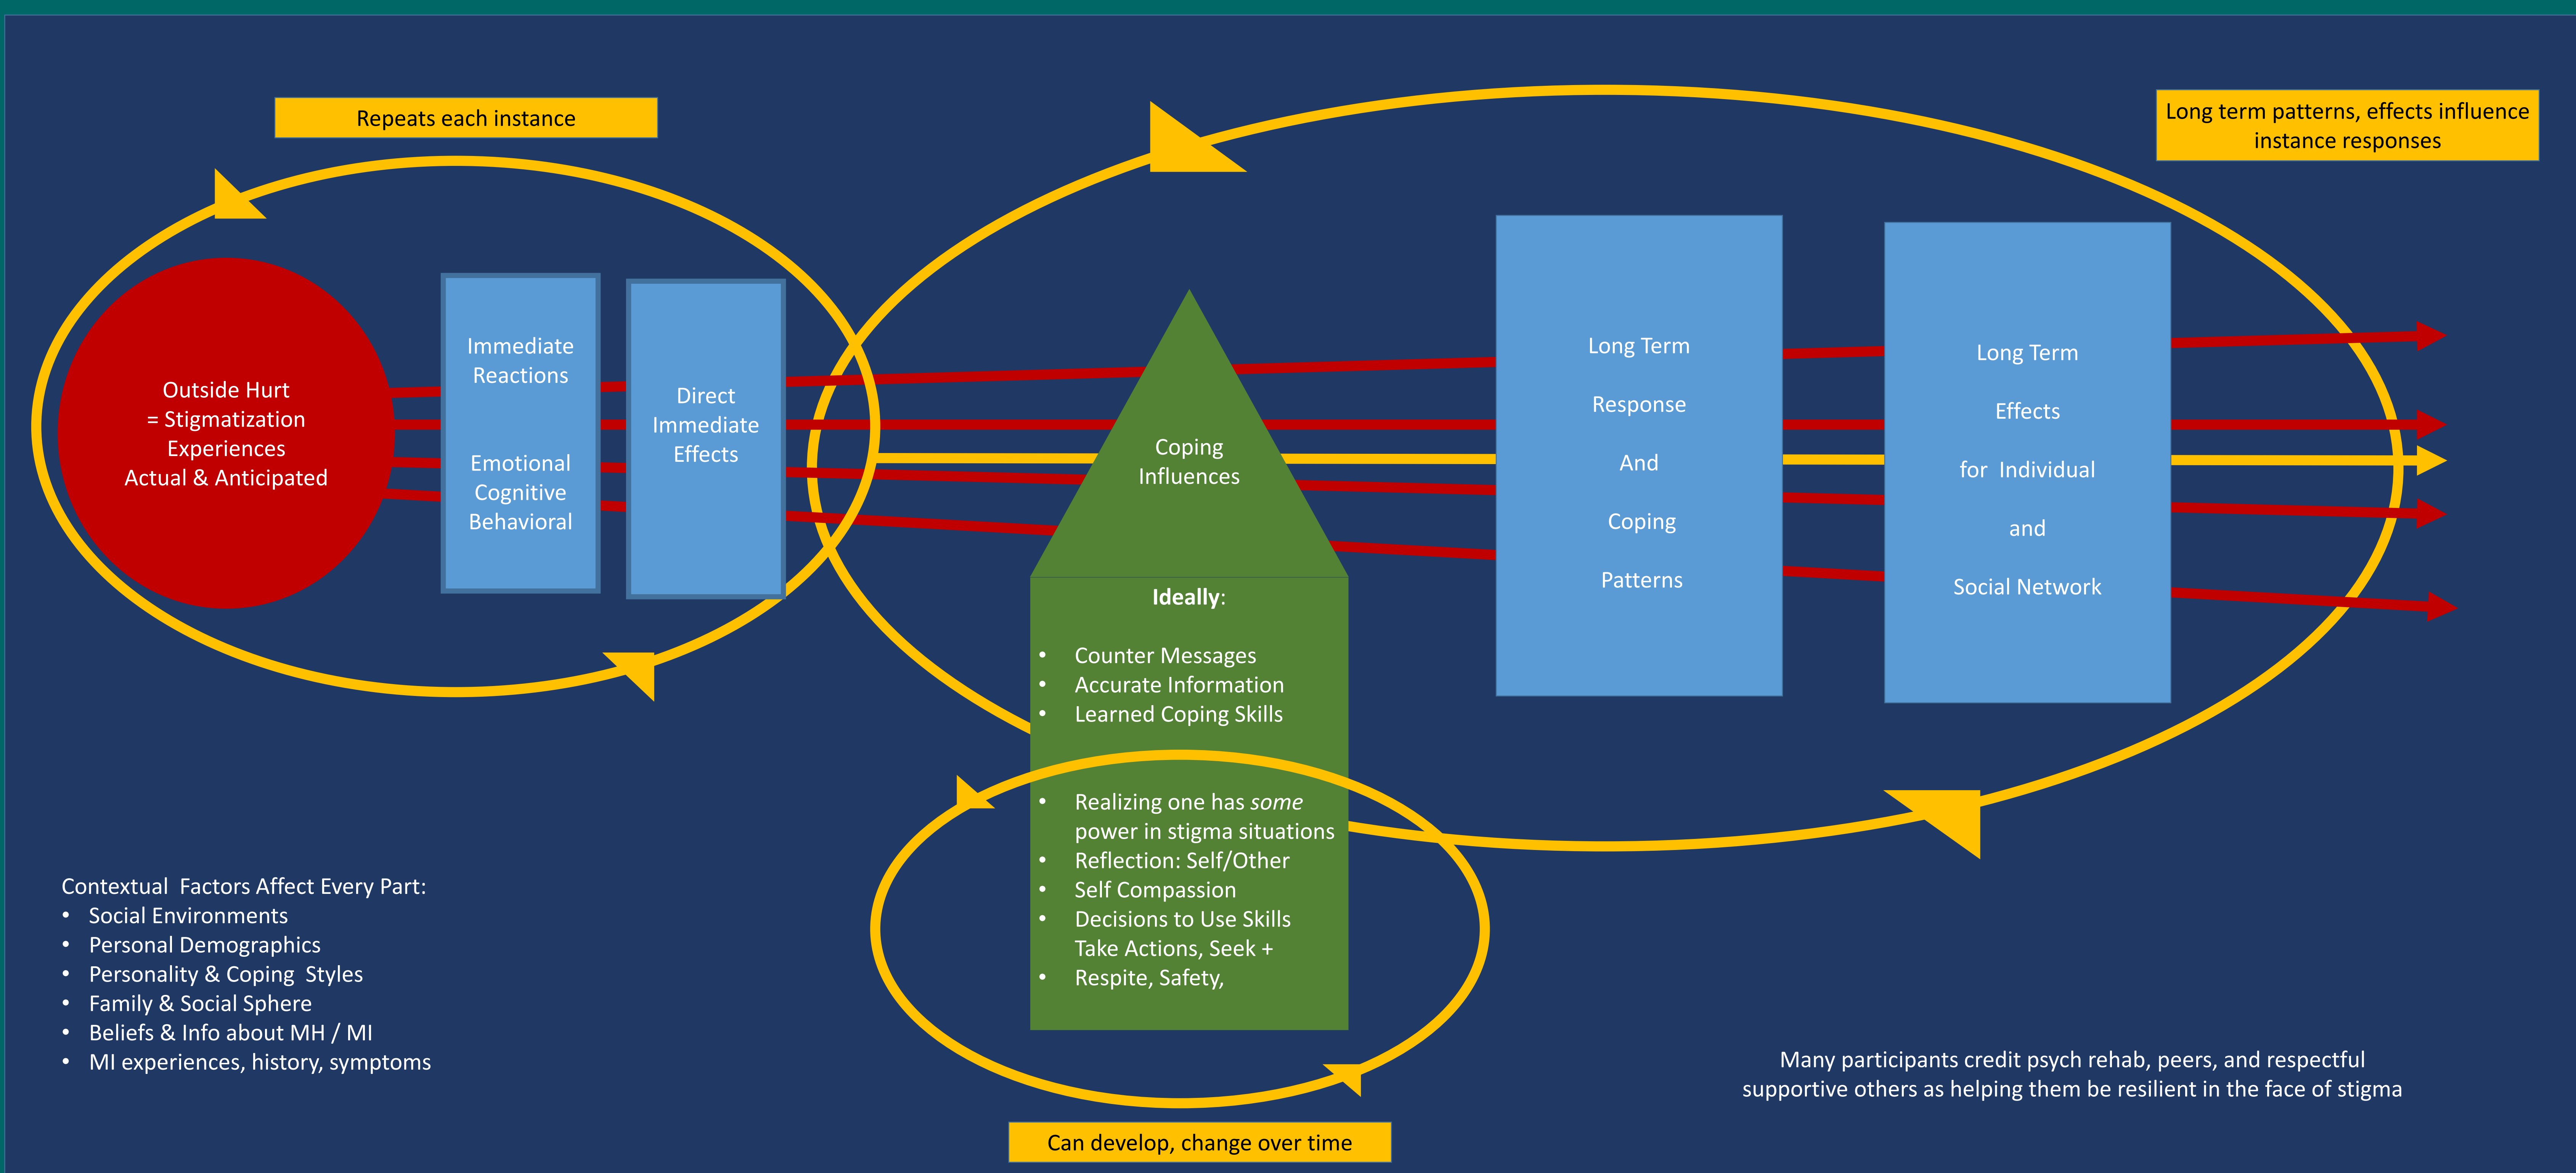 Repeats each instance
Long term patterns, effects influence
instance responses
Outside Hurt
= Stigmatization
Experiences
Actual & Anticipated
Immediate
Reactions
Emotional
Cognitive
Behavioral
Direct
Immediate
Effects
Coping
Influences
Ideally:
• Counter Messages
• Accurate Information
• Learned Coping Skills
• Realizing one has some
power in stigma situations
• Reflection: Self/Other
• Self Compassion
• Decisions to Use Skills
Take Actions, Seek +
• Respite, Safety,
Long Term
Response
And
Coping
Patterns
Long Term
Effects
for Individual
and
Social Network
Contextual Factors Affect Every Part:
• Social Environments
• Personal Demographics
• Personality & Coping Styles
• Family & Social Sphere
• Beliefs & Info about MH / MI
• MI experiences, history, symptoms
Can develop, change over time
Many participants credit psych rehab, peers, and respectful
supportive others as helping them be resilient in the face of stigma